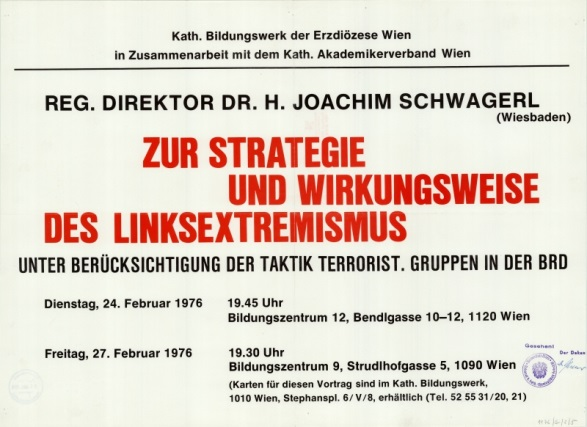 Kath. Bildungswerk der Erzdiözese Wien
in Zusammenarbeit mit dem Kath. Akademikerverband Wien
REG. DIREKTOR DR. H. JOACHIM SCHWAGERL
(Wiesbaden)
ZUR STRATEGIE
UND WIRKUNGSWEISE
DES LINKSEXTREMISMUS
UNTER BERÜCKSICHTIGUNG DER TAKTIK TERRORIST. GRUPPEN IN DER BRD
Dienstag, 24. Februar 1976 19.45 Uhr
Bildungszentrum 12, Bendlgasse 10–12, 1120 Wien
Freitag, 27. Februar 1976 19.30 Uhr
Bildungszentrum 9, Strudlhofgasse 5, 1090 Wien
(Karten für diesen Vortrag sind im Kath. Bildungswerk,
1010 Wien, Stephanspl. 6/V/8, erhältlich (Tel. 52 55 31/20, 21)
Der Dekan